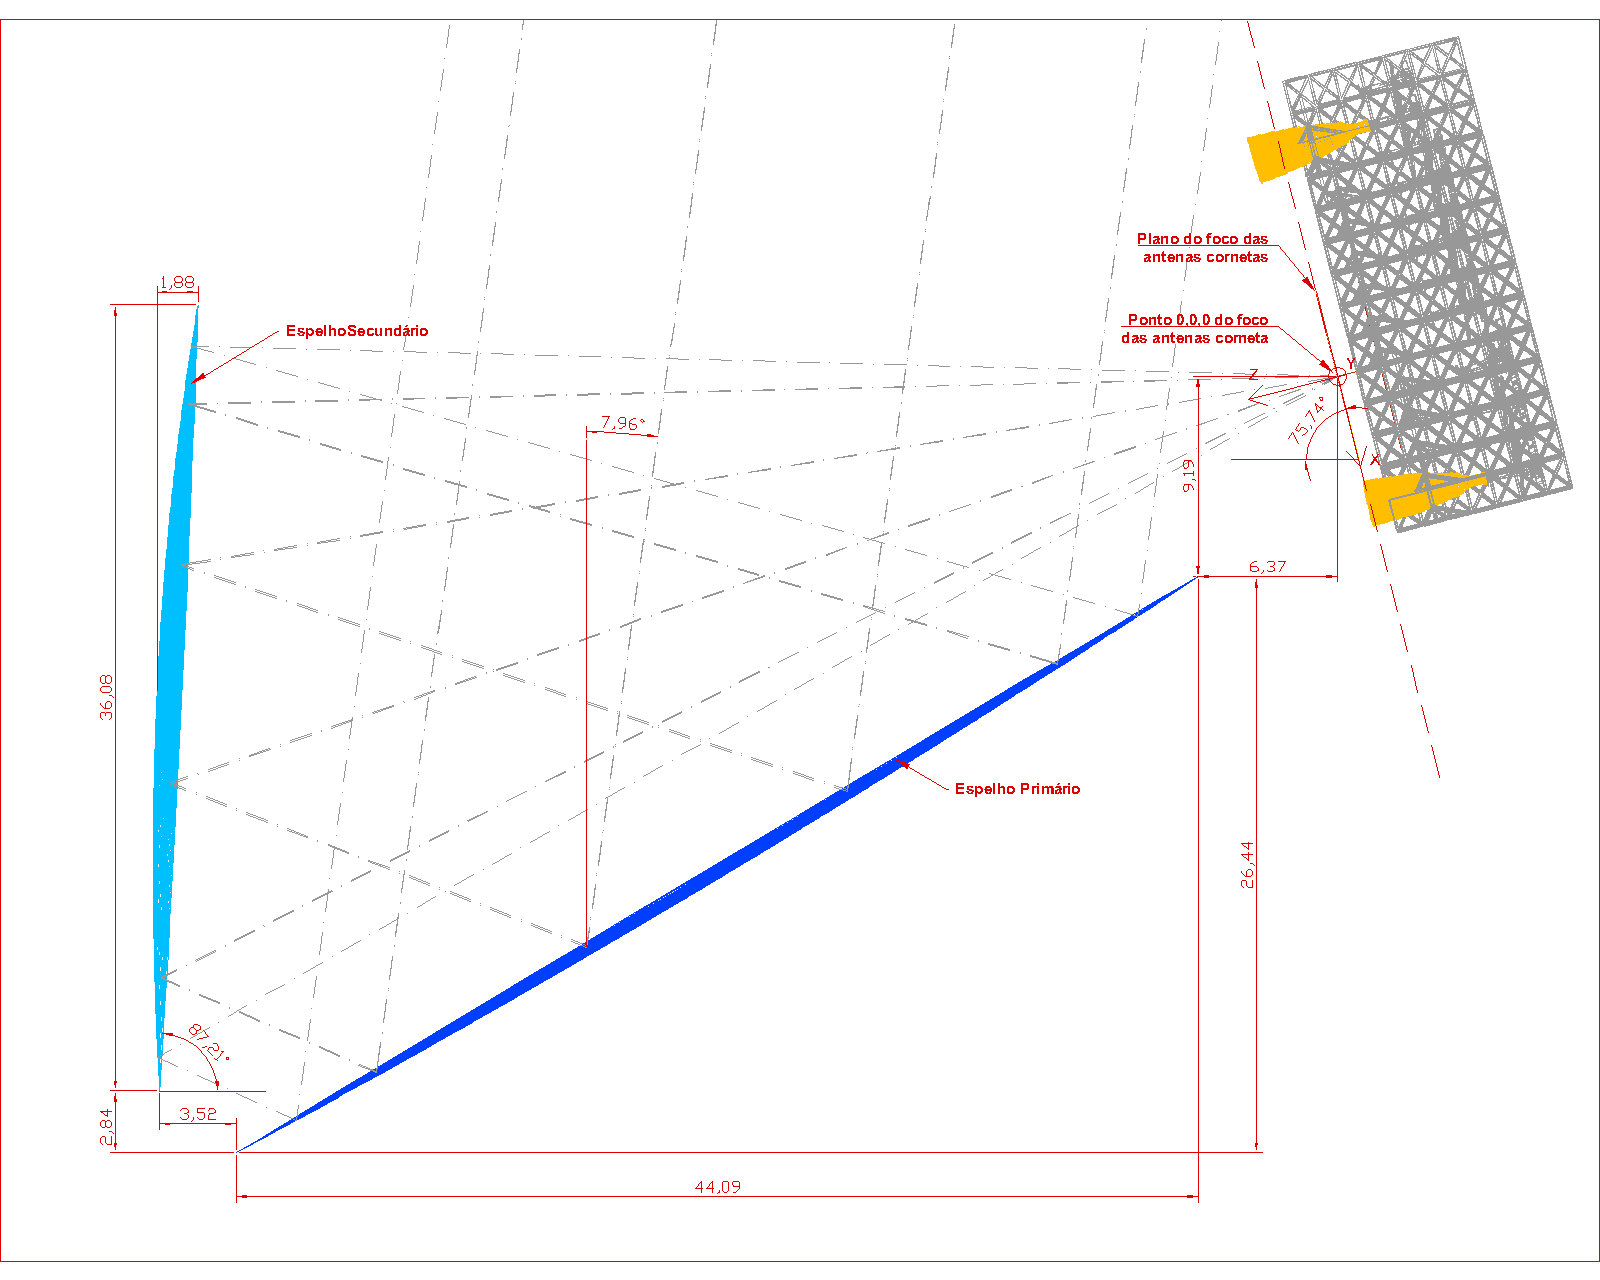 Plano do foco das
antenas cornetas
1,88
Ponto 0,0,0 do foco
das antenas corneta
EspelhoSecundário
Y
Z
7,96°
75,74°
X
9,19
6,37
36,08
Espelho Primário
26,44
87,21°
3,52
2,84
44,09